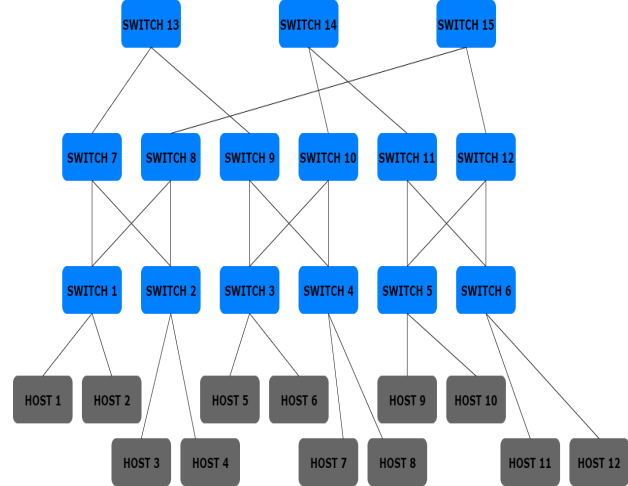 SWITCH 13
SWITCH 14
SWITCH 15
SWITCH 7
SWITCH 8
SWITCH 9
SWITCH 10
SWITCH 11
SWITCH 12
SWITCH 1
SWITCH 2
SWITCH 3
SWITCH 4
SWITCH 5
SWITCH 6
HOST 1
HOST 2
HOST 5
HOST 6
HOST 9
HOST 10
HOST 3
HOST 4
HOST 7
HOST 8
HOST 11
HOST 12